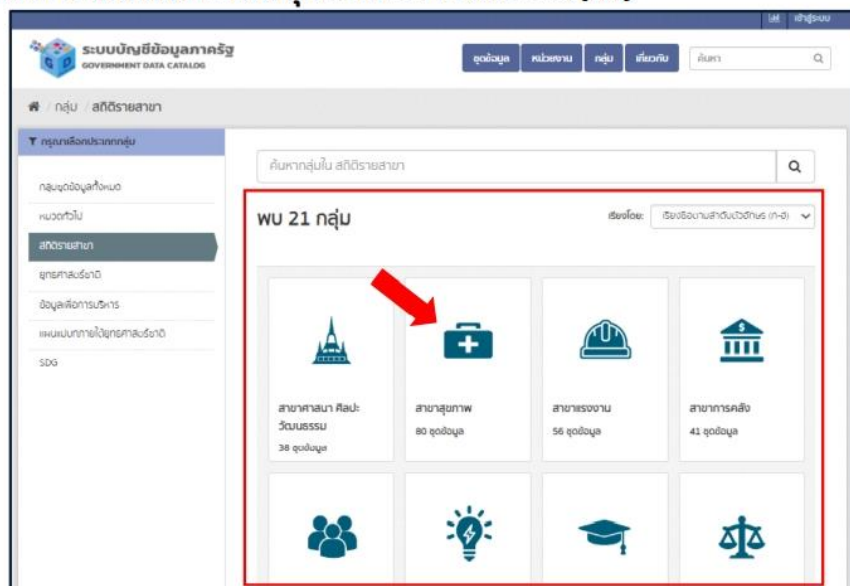 เข้าสู่ระบบ
ระบบบัญชีข้อมูลภาครัฐ
GOVERNMENT DATA CATALOG
ชุดข้อมูล
หน่วยงาน
กลุ่ม
เกี่ยวกับ
ค้นหา
/ กลุ่ม / สถิติรายสาขา
กรุณาเลือกประเภทกลุ่ม
ค้นหากลุ่มใน สถิติรายสาขา
กลุ่มชุดข้อมูลทั้งหมด
หมวดทั่วไป
สถิติรายสาขา
ยุทธศาสตร์ชาติ
ข้อมูลเพื่อการบริหาร
แผนแม่บทภายใต้ยุทธศาสตร์ชาติ
SDG
พบ 21 กลุ่ม
เรียงโดย:
เรียงชื่อตามลำดับตัวอักษร (ก-ฮ)
สาขาศาสนา ศิลปะ
วัฒนธรรม
38 ชุดข้อมูล
สาขาสุขภาพ
80 ชุดข้อมูล
สาขาแรงงาน
56 ชุดข้อมูล
สาขาการคลัง
41 ชุดข้อมูล